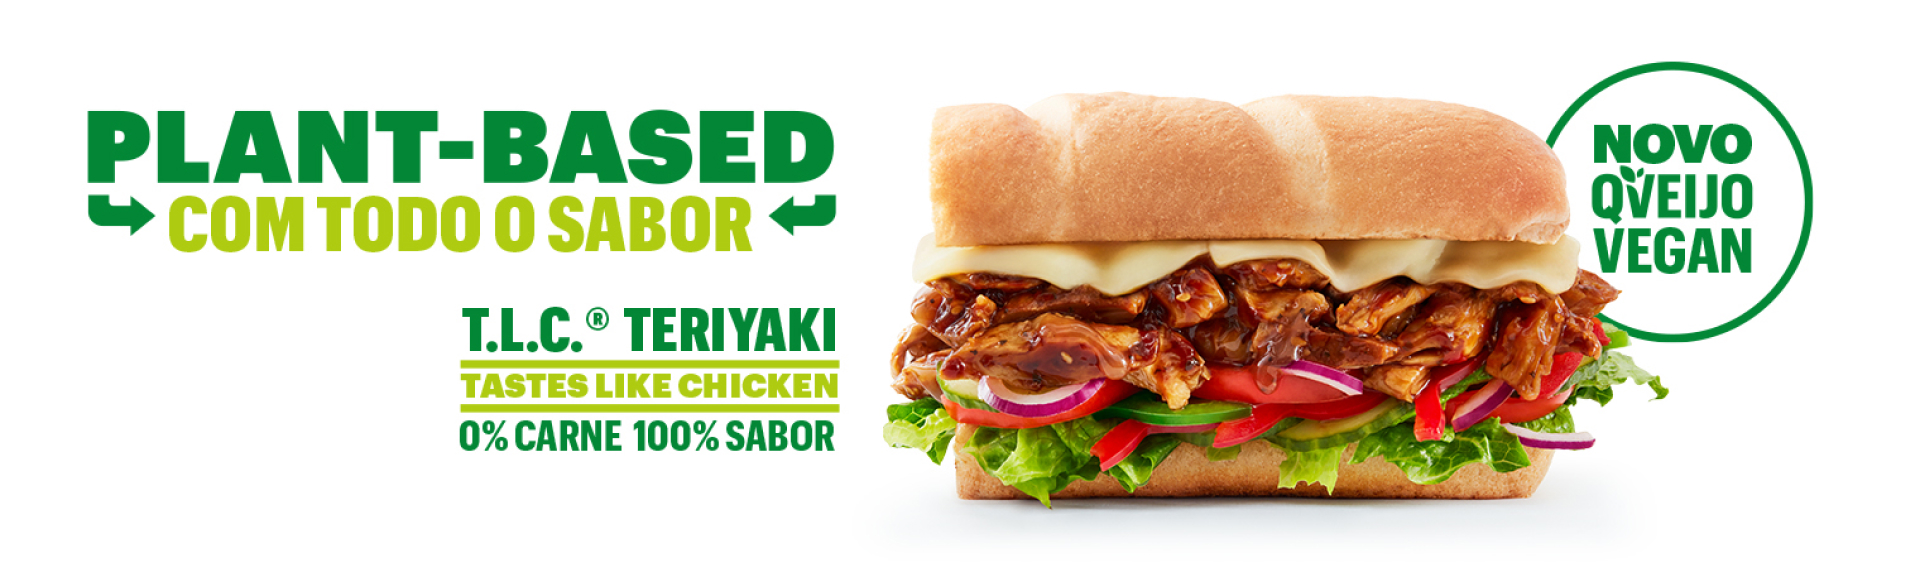 PLANT-BASED
COM TODO O SABOR
T.L.C.® TERIYAKI
TASTES LIKE CHICKEN
0% CARNE 100% SABOR
NOVO
QVEIJO
VEGAN